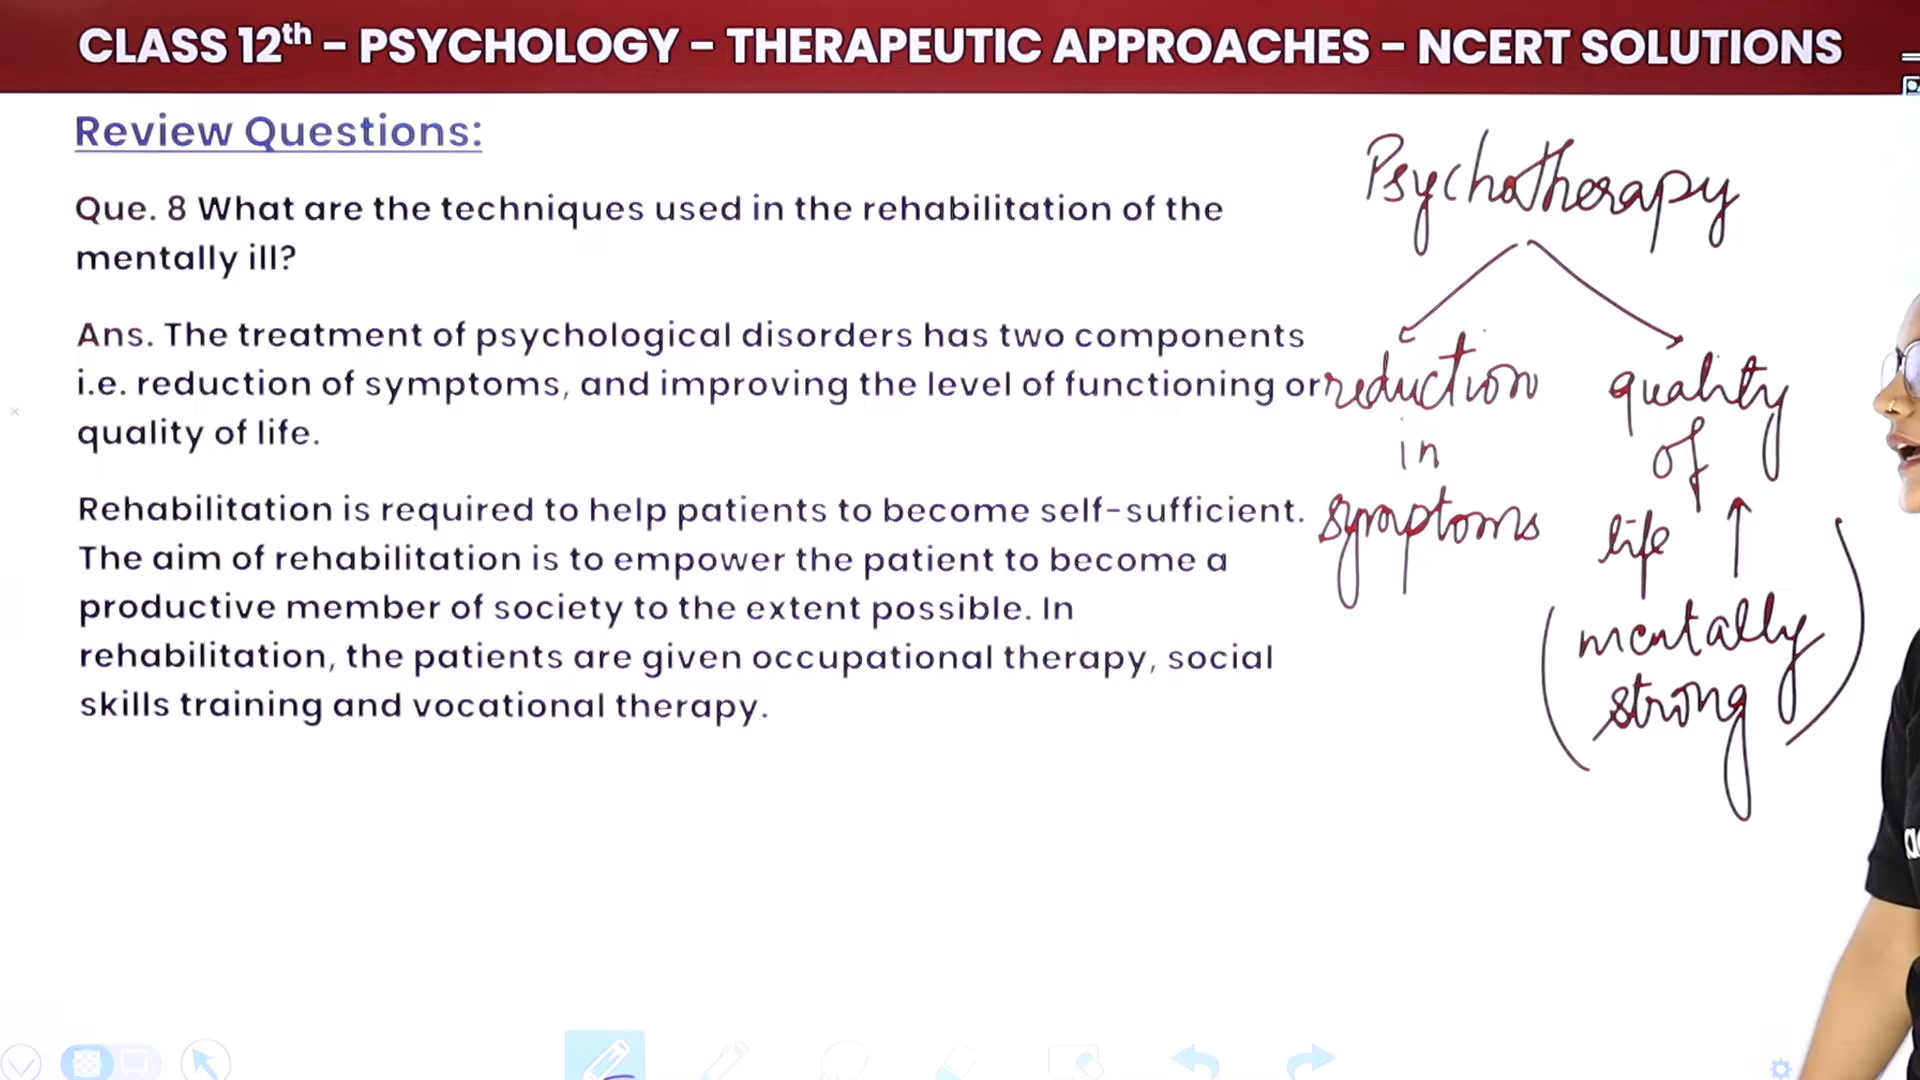 CLASS 12th – PSYCHOLOGY – THERAPEUTIC APPROACHES – NCERT SOLUTIONS
Review Questions:
Que. 8 What are the techniques used in the rehabilitation of the
mentally ill?
Ans. The treatment of psychological disorders has two components
i.e. reduction of symptoms, and improving the level of functioning or
quality of life.
Rehabilitation is required to help patients to become self-sufficient.
The aim of rehabilitation is to empower the patient to become a
productive member of society to the extent possible. In
rehabilitation, the patients are given occupational therapy, social
skills training and vocational therapy.
Psychotherapy
reduction
in
symptoms
quality
of
life ↑
(mentally
strong)